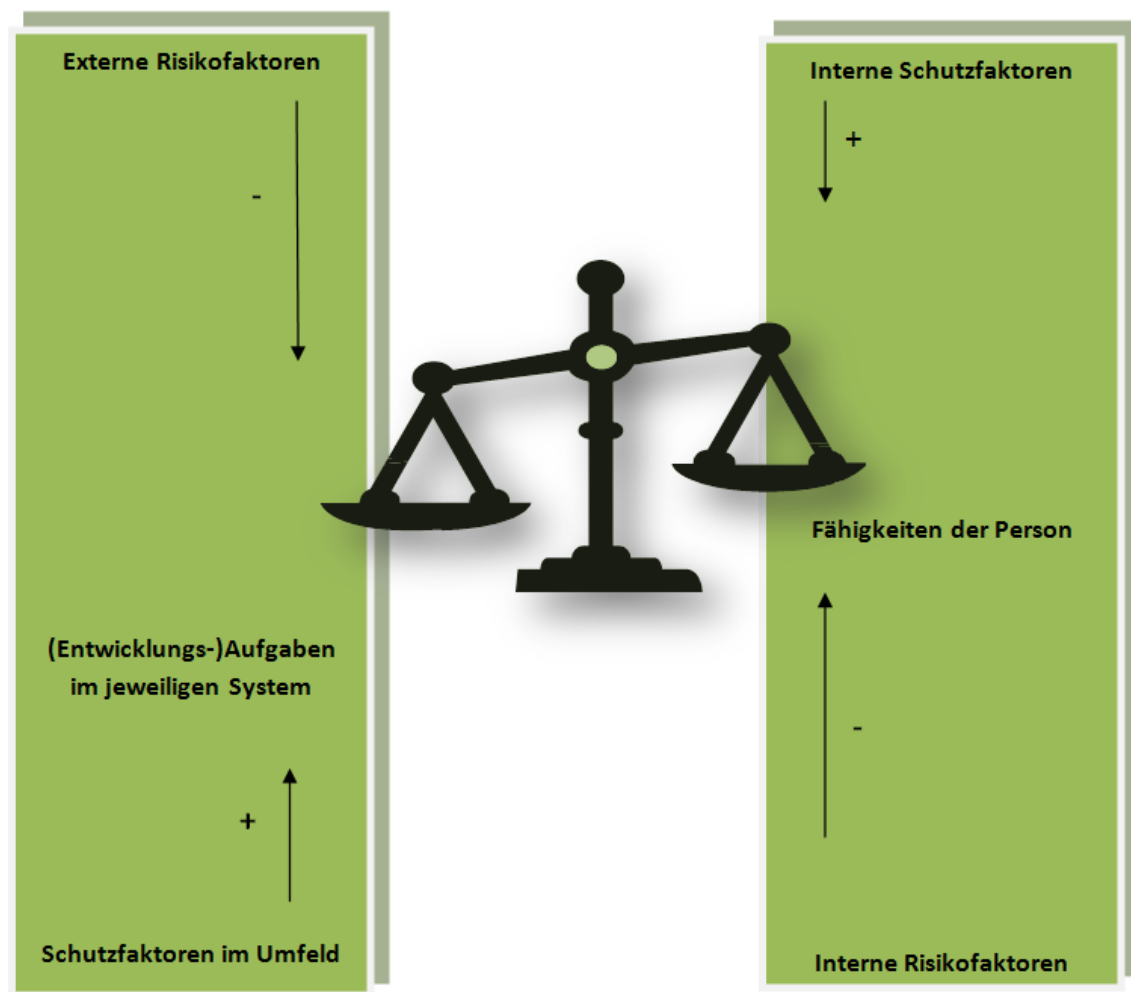 Externe Risikofaktoren
-
(Entwicklungs-)Aufgaben
im jeweiligen System
+
Schutzfaktoren im Umfeld
Interne Schutzfaktoren
+
Fähigkeiten der Person
-
Interne Risikofaktoren